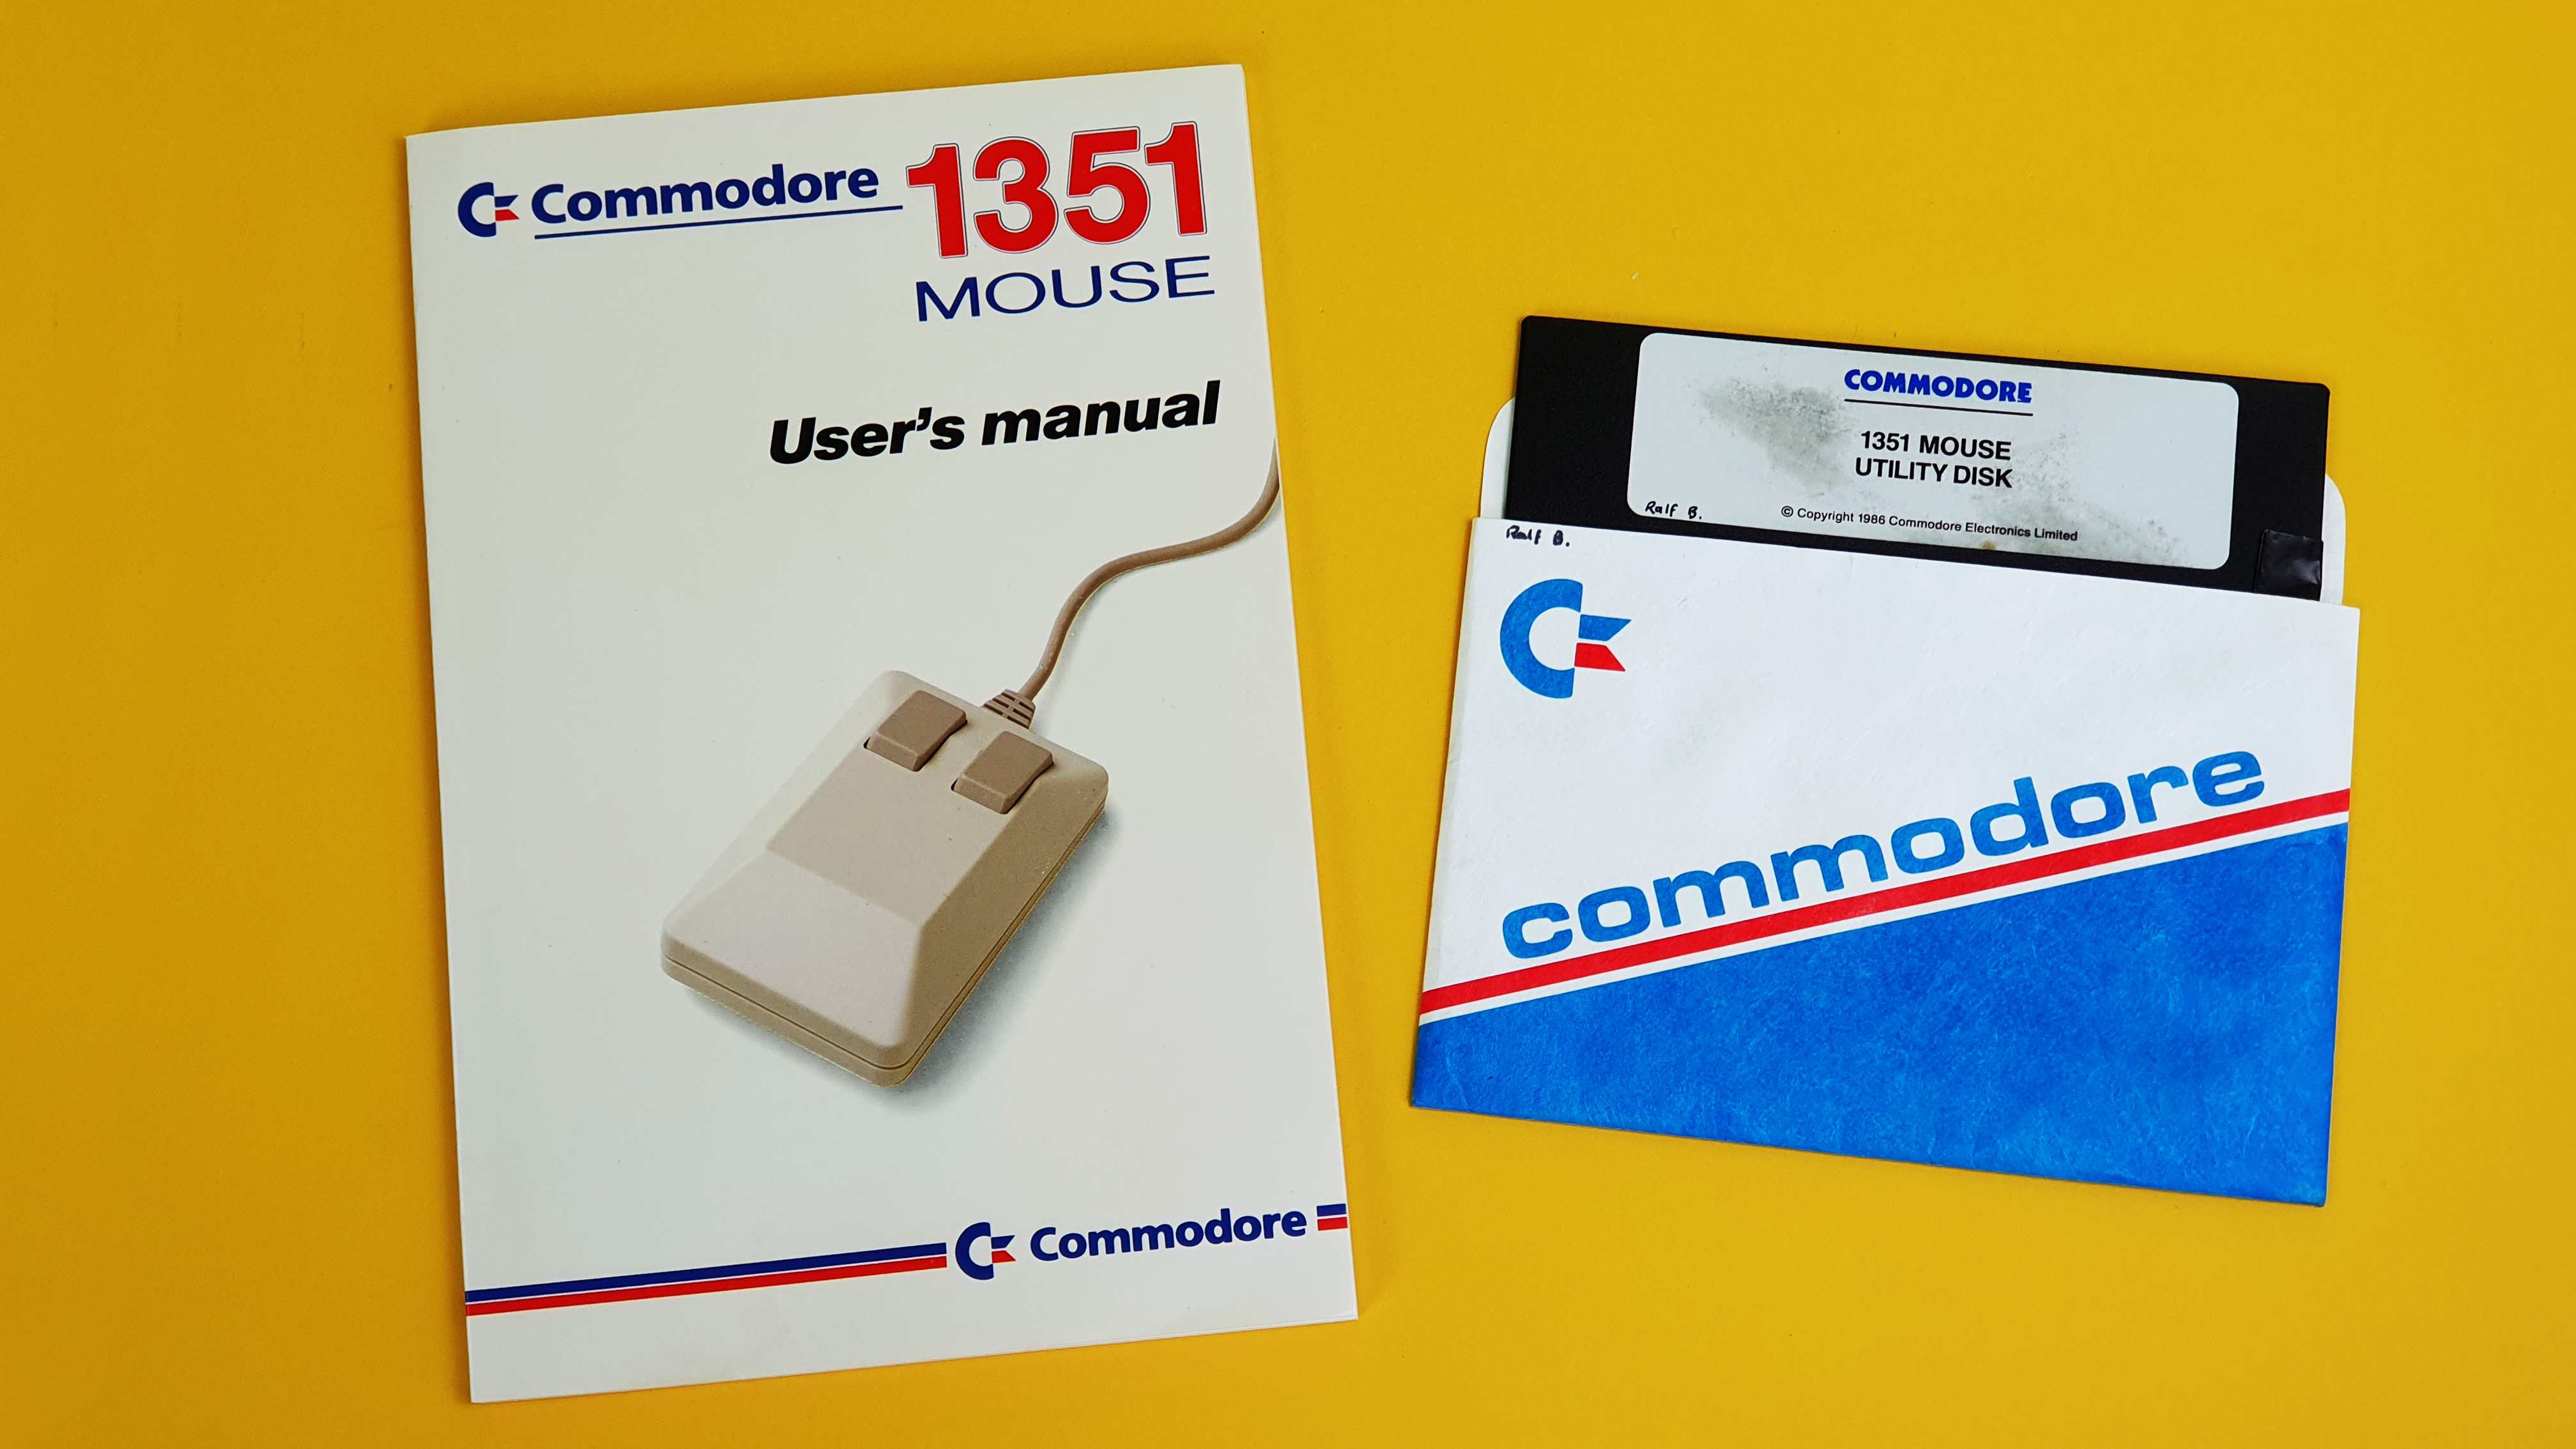 Commodore 1351
MOUSE
User's manual
Commodore
COMMODORE
1351 MOUSE
UTILITY DISK
Ralf B.
© Copyright 1986 Commodore Electronics Limited
Ralf B.
commodore